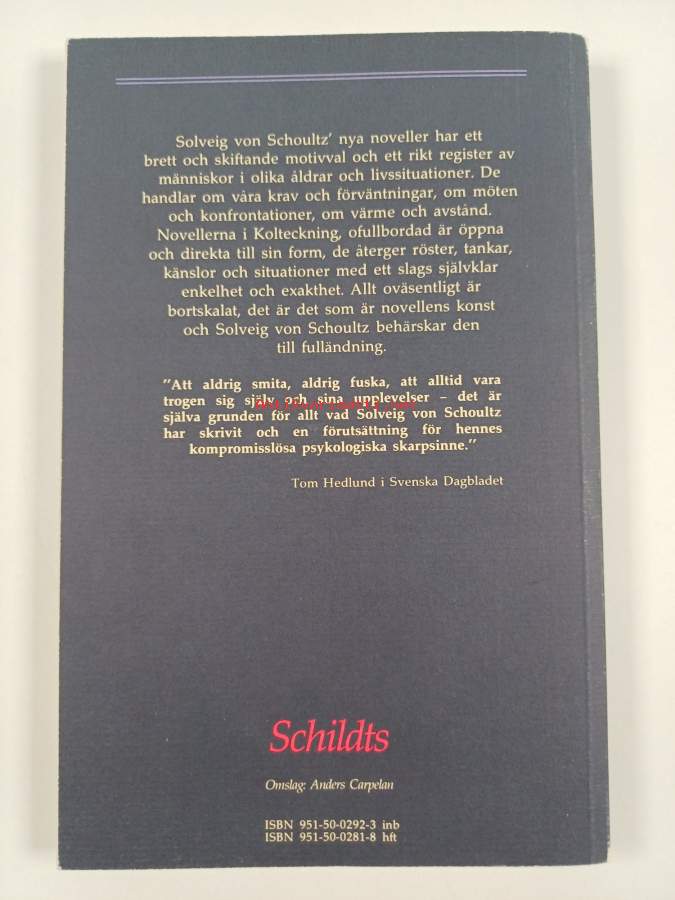 Solveig von Schoultz' nya noveller har ett
brett och skiftande motivval och ett rikt register av
människor i olika åldrar och livssituationer. De
handlar om våra krav och förväntningar, om möten
och konfrontationer, om värme och avstånd.
Novellerna i Kolteckning, ofullbordad är öppna
och direkta till sin form, de återger röster, tankar,
känslor och situationer med ett slags självklar
enkelhet och exakthet. Allt oväsentligt är
bortskalat, det är det som är novellens konst
och Solveig von Schoultz behärskar den
till fulländning.
"Att aldrig smita, aldrig fuska, att alltid vara
trogen sig själv och sina upplevelser – det är
själva grunden för allt vad Solveig von Schoultz
har skrivit och en förutsättning för hennes
kompromisslösa psykologiska skarpsinne."
Tom Hedlund i Svenska Dagbladet
Schildts
Omslag: Anders Carpelan
ISBN 951-50-0292-3 inb
ISBN 951-50-0281-8 hft